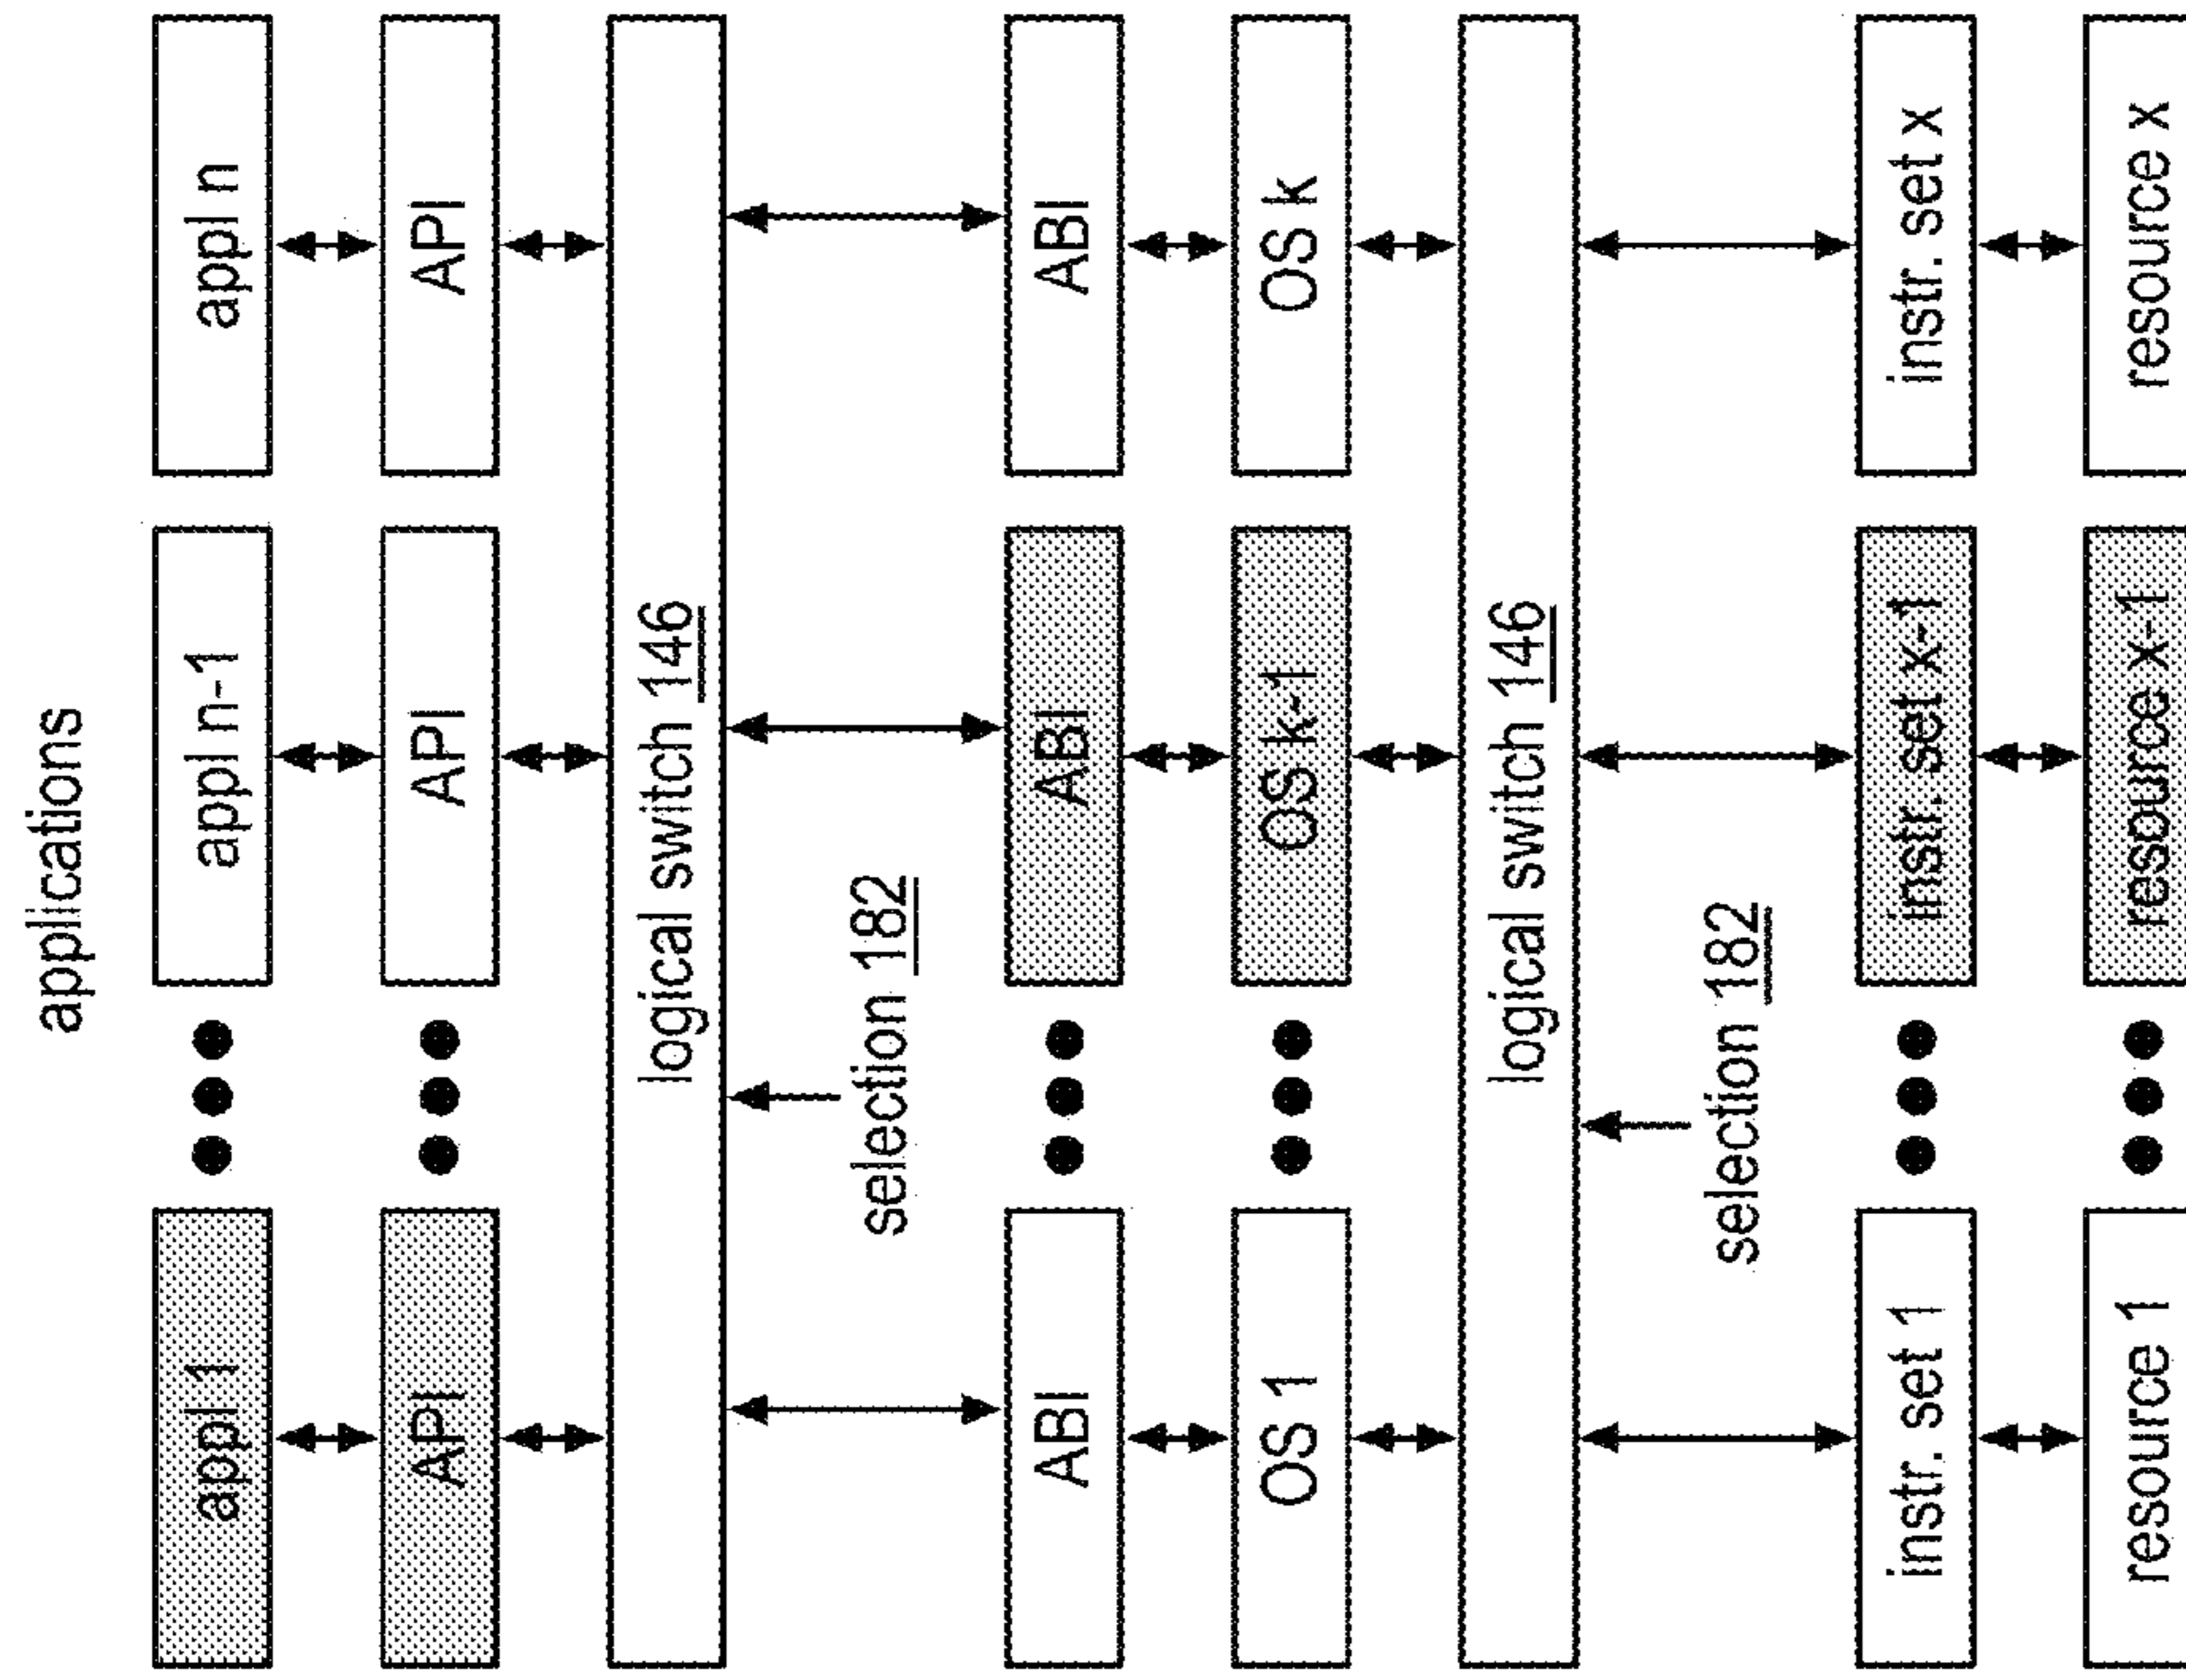 applications
appl 1
appl n-1
appl n
API
API
API
logical switch 146
selection 182
ABI
ABI
ABI
OS 1
OS k-1
OS k
logical switch 146
selection 182
instr. set 1
instr. set x-1
instr. set x
resource 1
resource x-1
resource x